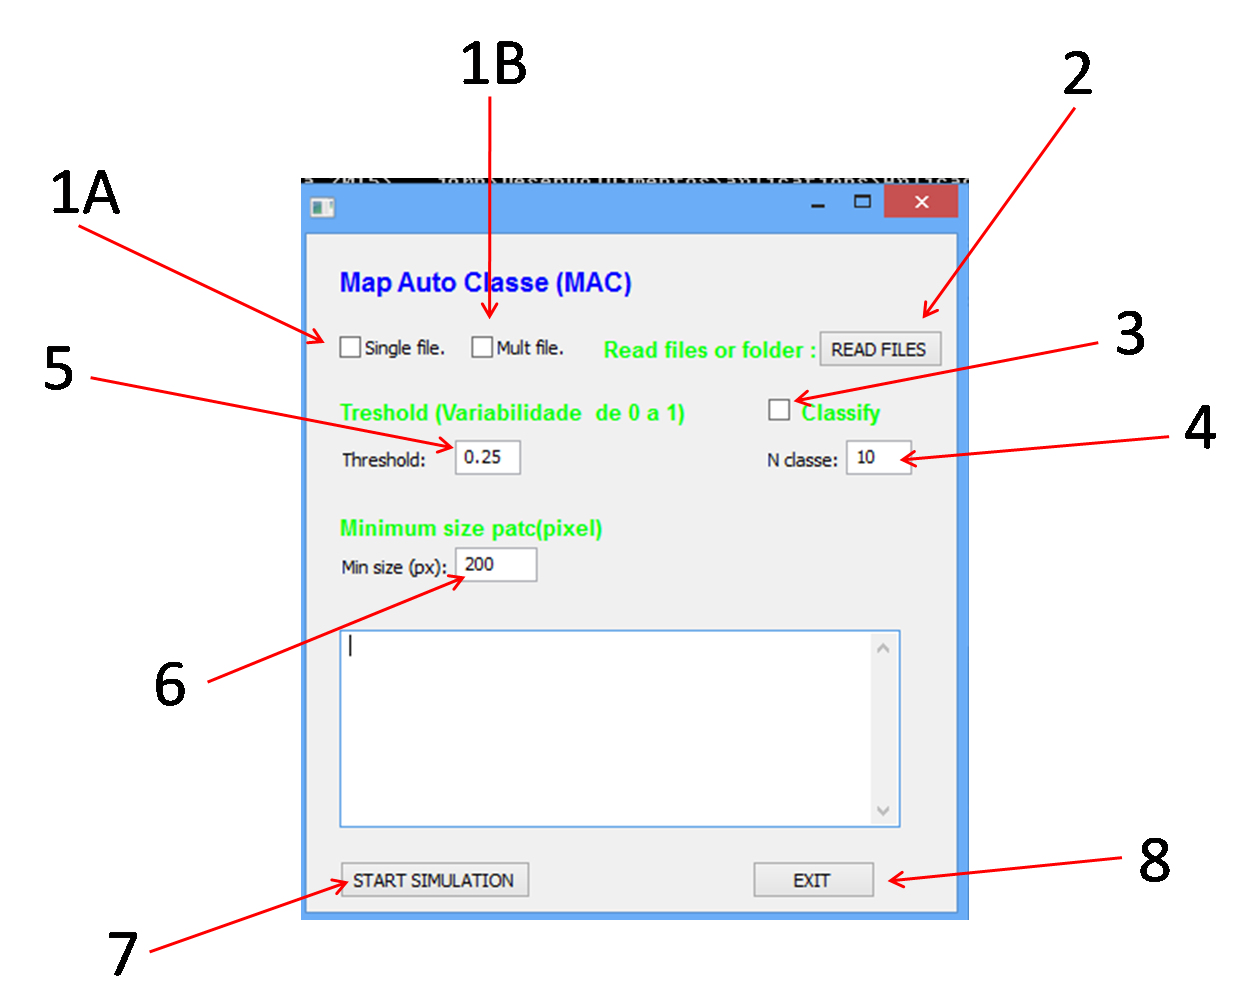 1B
2
1A
Map Auto Classe (MAC)
Single file. Mult file. Read files or folder : READ FILES
3
5
Treshold (Variabilidade de 0 a 1) Classify
4
Threshold: 0.25 N classe: 10
Minimum size patc(pixel)
Min size (px): 200
6
START SIMULATION EXIT
8
7